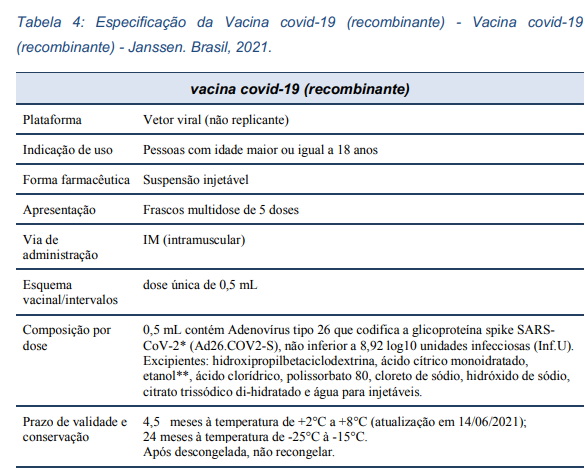 Tabela 4: Especificação da Vacina covid-19 (recombinante) - Vacina covid-19
(recombinante) - Janssen. Brasil, 2021.
vacina covid-19 (recombinante)
Plataforma Vetor viral (não replicante)
Indicação de uso Pessoas com idade maior ou igual a 18 anos
Forma farmacêutica Suspensão injetável
Apresentação Frascos multidose de 5 doses
Via de IM (intramuscular)
administração
Esquema dose única de 0,5 mL
vacinal/intervalos
Composição por 0,5 mL contém Adenovírus tipo 26 que codifica a glicoproteína spike SARS-
dose CoV-2* (Ad26.COV2-S), não inferior a 8,92 log10 unidades infecciosas (Inf.U).
Excipientes: hidroxipropilbetaciclodextrina, ácido cítrico monoidratado,
etanol**, ácido clorídrico, polissorbato 80, cloreto de sódio, hidróxido de sódio,
citrato trissódico di-hidratado e água para injetáveis.
Prazo de validade e 4,5 meses à temperatura de +2°C a +8°C (atualização em 14/06/2021);
conservação 24 meses à temperatura de -25°C à -15°C.
Após descongelada, não recongelar.